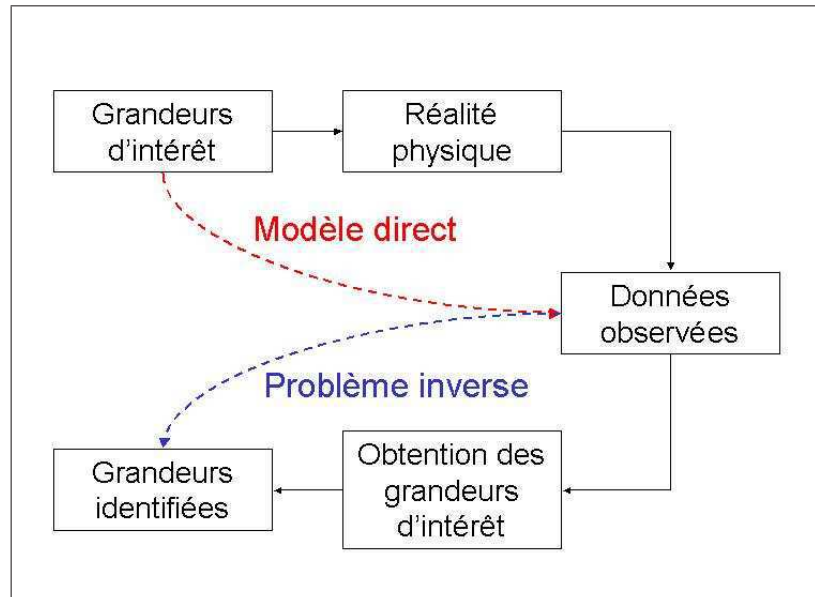 Grandeurs
d'intérêt
Réalité
physique
Modèle direct
Données
observées
Problème inverse
Obtention des
grandeurs
d'intérêt
Grandeurs
identifiées